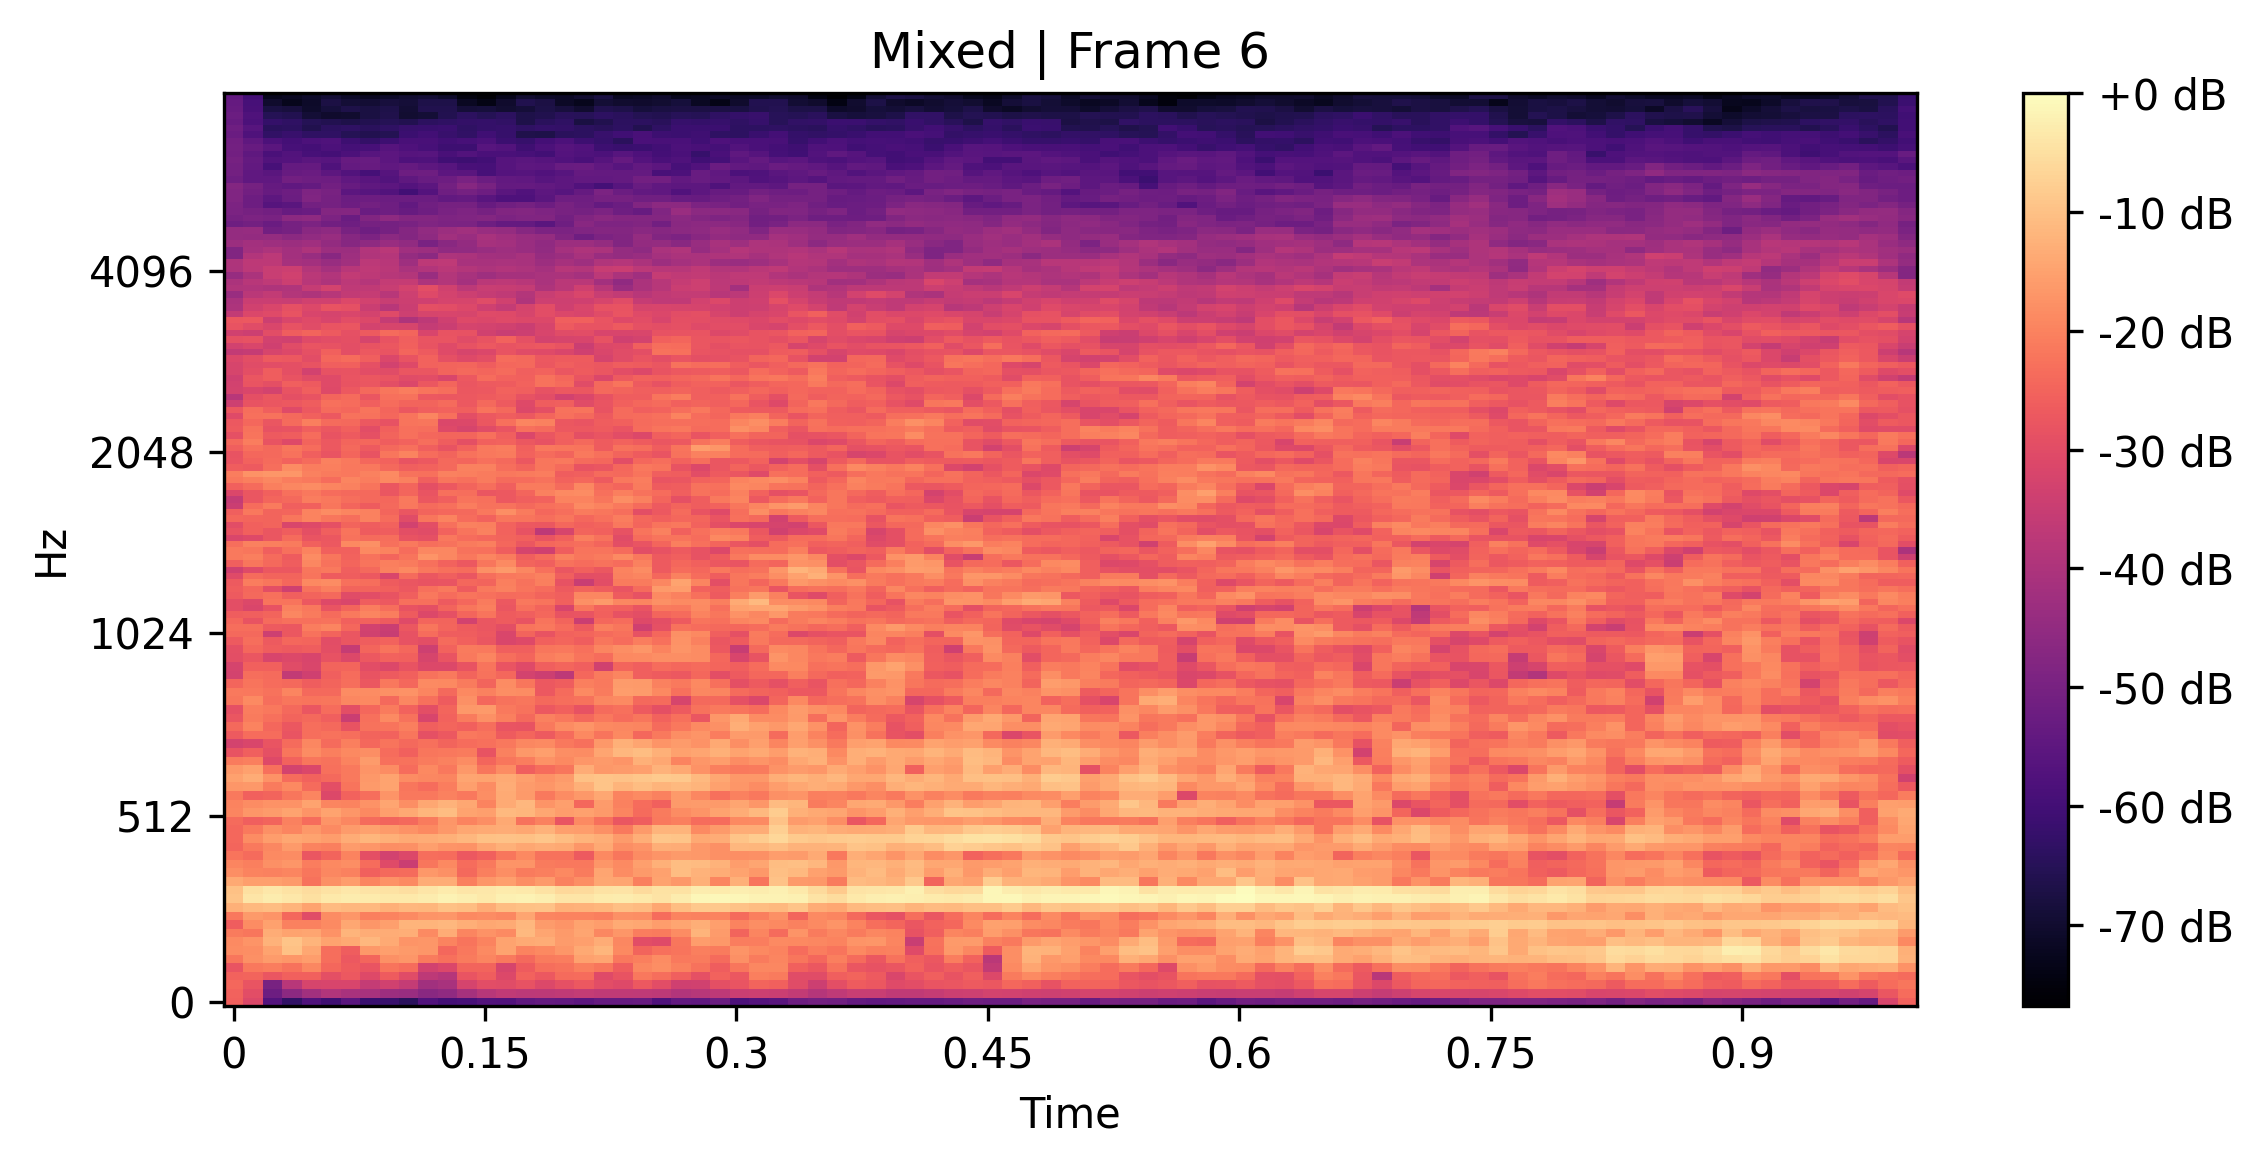 Mixed | Frame 6
+0 dB
-10 dB
-20 dB
-30 dB
-40 dB
-50 dB
-60 dB
-70 dB
Hz
4096
2048
1024
512
0
0 0.15 0.3 0.45 0.6 0.75 0.9
Time